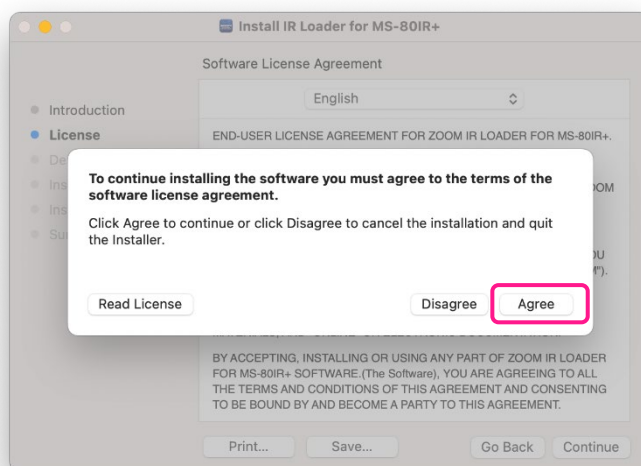 Install IR Loader for MS-80IR+
Software License Agreement
English
Introduction
License
END-USER LICENSE AGREEMENT FOR ZOOM IR LOADER FOR MS-80IR+.
To continue installing the software you must agree to the terms of the
software license agreement.
Click Agree to continue or click Disagree to cancel the installation and quit
the Installer.
Read License
Disagree
Agree
BY ACCEPTING, INSTALLING OR USING ANY PART OF ZOOM IR LOADER
FOR MS-80IR+ SOFTWARE.(The Software), YOU ARE AGREEING TO ALL
THE TERMS AND CONDITIONS OF THIS AGREEMENT AND CONSENTING
TO BE BOUND BY AND BECOME A PARTY TO THIS AGREEMENT.
Print...
Save...
Go Back
Continue